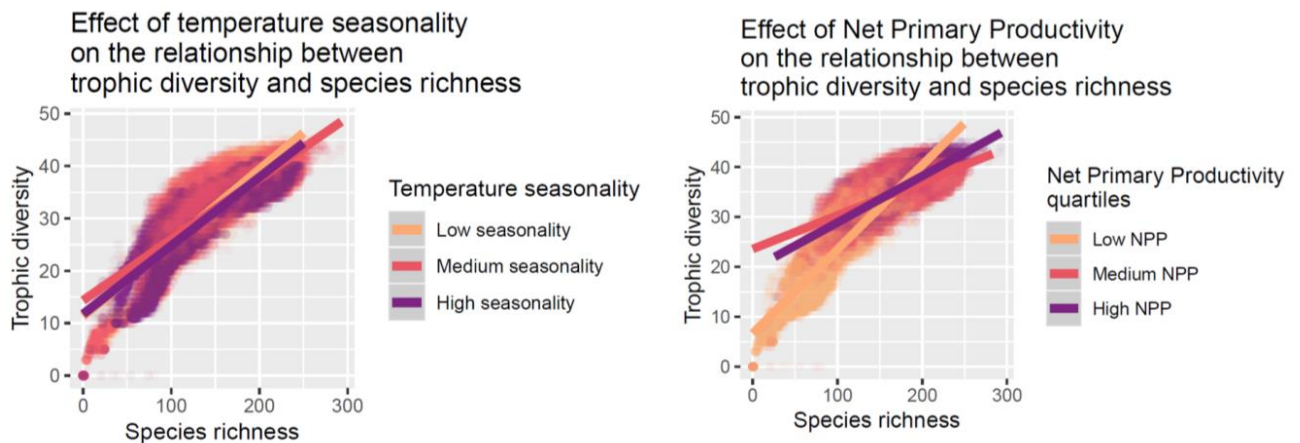 Effect of temperature seasonality
on the relationship between
trophic diversity and species richness
50
40
30
20
10
0
Trophic diversity
0 100 200 300
Species richness
Temperature seasonality
Low seasonality
Medium seasonality
High seasonality
Effect of Net Primary Productivity
on the relationship between
trophic diversity and species richness
50
40
30
20
10
0
Trophic diversity
0 100 200 300
Species richness
Net Primary Productivity
quartiles
Low NPP
Medium NPP
High NPP